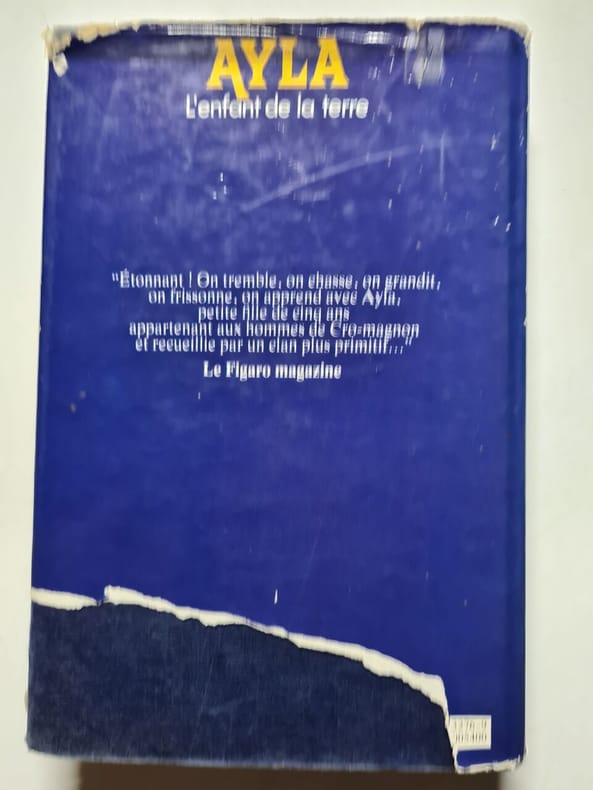 AYLA
L'enfant de la terre
"Étonnant ! On tremble, on chasse, on grandit,
on frissonne, on apprend avec Ayla,
petite fille de cinq ans
appartenant aux hommes de Cro-magnon
et recueillie par un clan plus primitif..."
Le Figaro magazine